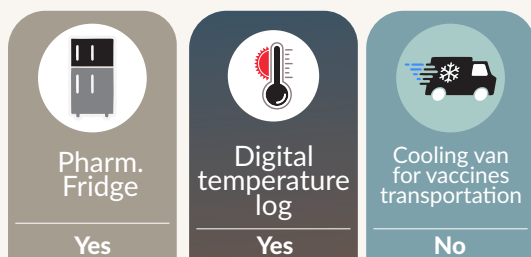 Pharm.
Fridge
Yes
Digital
temperature
log
Yes
Cooling van
for vaccines
transportation
No